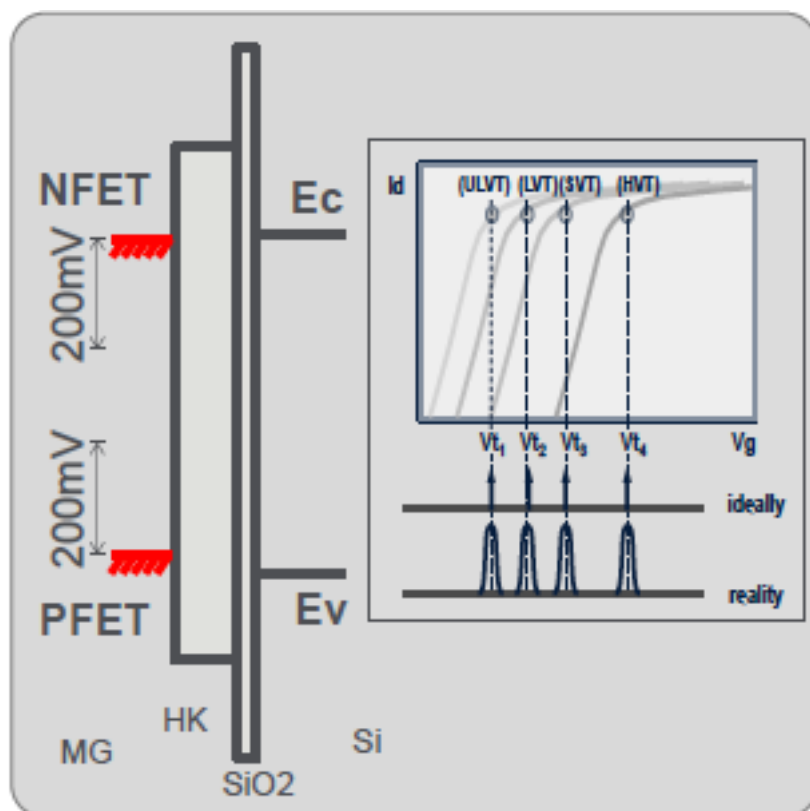 NFET
200mV
200mV
PFET
Ec
Ev
MG
HK
SiO2
Si
Id
(ULVT) (LVT) (SVT) (HVT)
Vt1 Vt2 Vt3 Vt4 Vg
ideally
reality